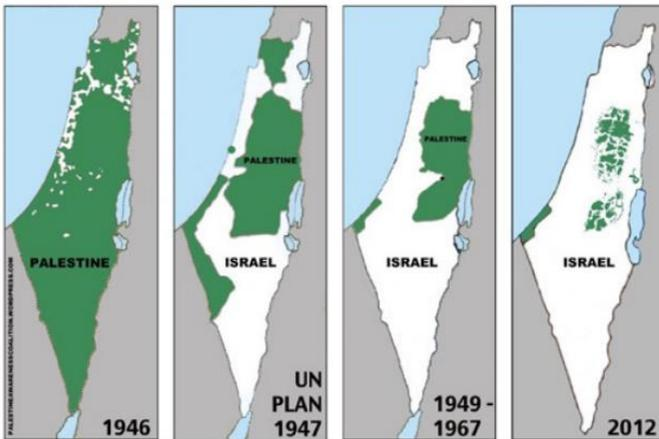 PALESTINEAWARENESSCOALITION.WORDPRESS.COM
PALESTINE
1946
PALESTINE
ISRAEL
UN
PLAN
1947
PALESTINE
ISRAEL
1949 -
1967
ISRAEL
2012